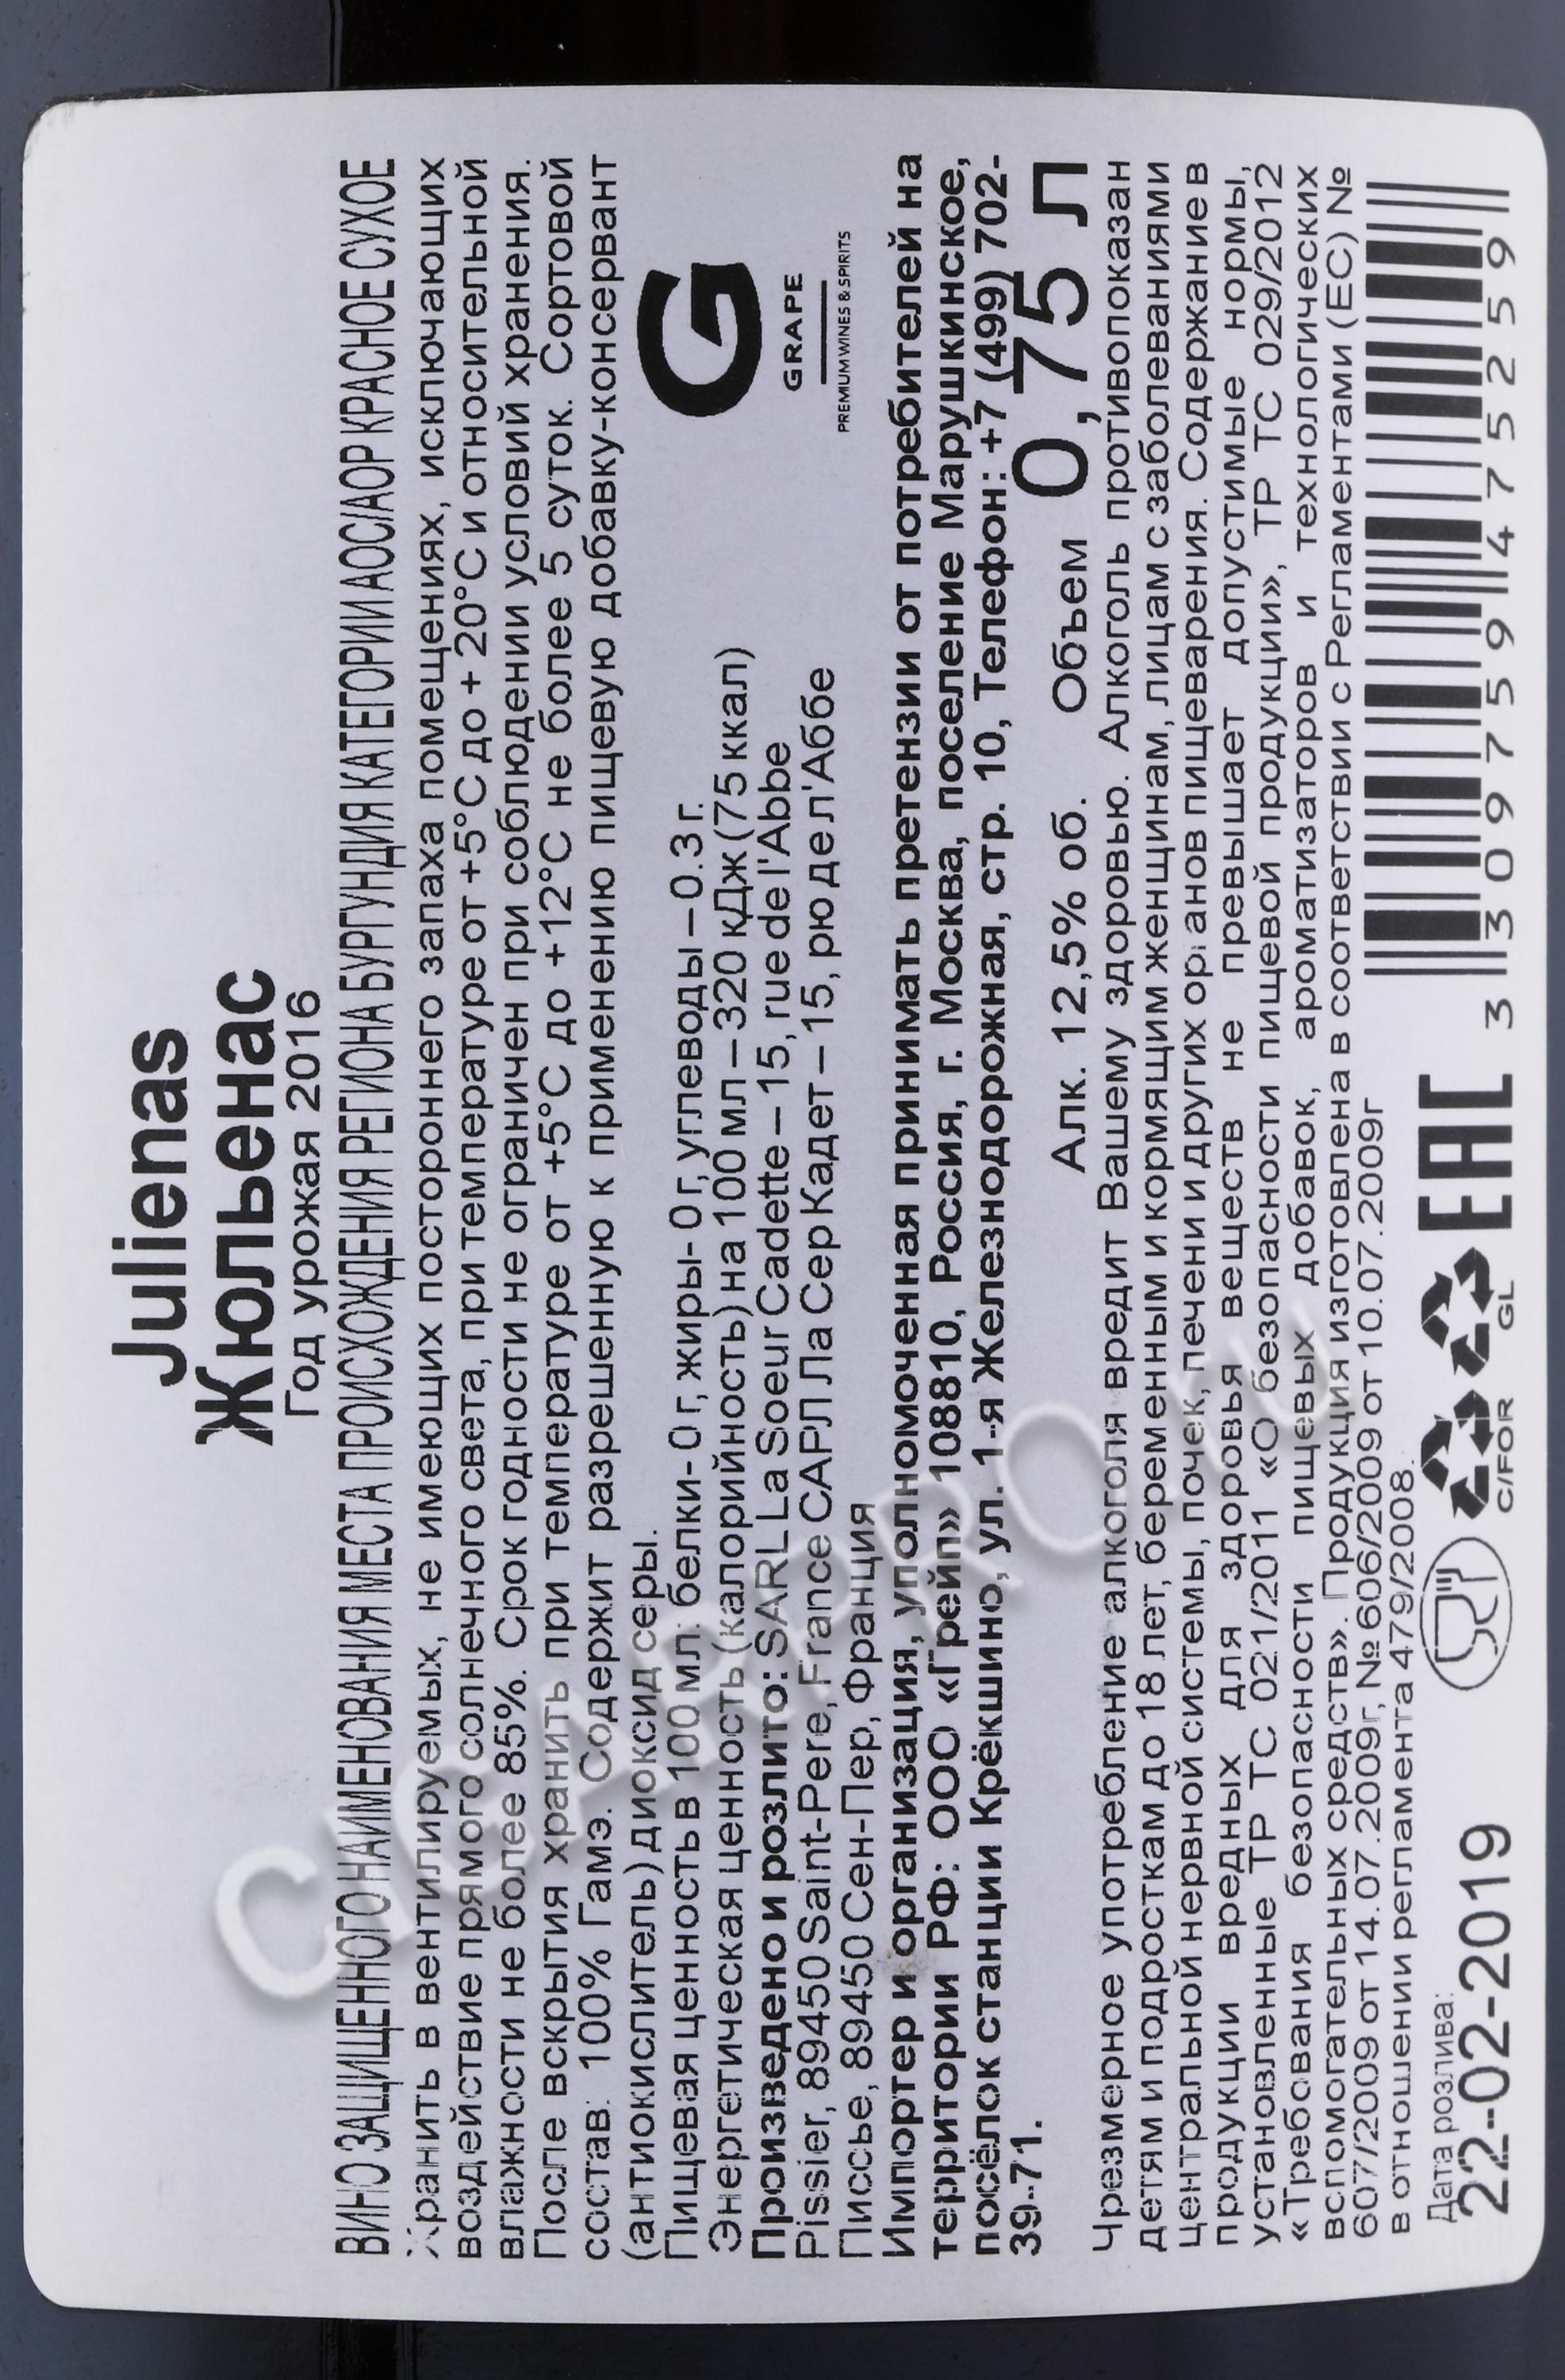 Julienas
Жюльенас
Год урожая 2016
ВИНО ЗАЩИЩЕННОГО НАИМЕНОВАНИЯ МЕСТА ПРОИСХОЖДЕНИЯ РЕГИОНА БУРГУНДИЯ КАТЕГОРИИ AOC/AOP КРАСНОЕ СУХОЕ
Хранить в вентилируемых, не имеющих постороннего запаха помещениях, исключающих
воздействие прямого солнечного света, при температуре от +5°С до + 20°С и относительной
влажности не более 85%. Срок годности не ограничен при соблюдении условий хранения.
После вскрытия хранить при температуре от +5°С до +12°С не более 5 суток. Сортовой
состав: 100% Гамэ. Содержит разрешенную к применению пищевую добавку-консервант
(антиокислитель) диоксид серы.
Пищевая ценность в 100 мл: белки- 0 г, жиры- 0 г, углеводы – 0.3 г.
Энергетическая ценность (калорийность) на 100 мл – 320 кДж (75 ккал)
Произведено и розлито: SARL La Soeur Cadette – 15, rue de l'Abbe
Pissier, 89450 Saint-Pere, France САРЛ Ла Сер Кадет – 15, рю де л'Аббе
Писсье, 89450 Сен-Пер, Франция
G
GRAPE
PREMIUM WINES & SPIRITS
Импортер и организация, уполномоченная принимать претензии от потребителей на
территории РФ: ООО «Грейп» 108810, Россия, г. Москва, поселение Марушкинское,
посёлок станции Крёкшино, ул. 1-я Железнодорожная, стр. 10, Телефон: +7 (499) 702-
39-71.
Алк. 12,5% об. Объем 0,75 л
Чрезмерное употребление алкоголя вредит Вашему здоровью. Алкоголь противопоказан
детям и подросткам до 18 лет, беременным и кормящим женщинам, лицам с заболеваниями
центральной нервной системы, почек, печени и других органов пищеварения. Содержание в
продукции вредных для здоровья веществ не превышает допустимые нормы,
установленные ТР ТС 021/2011 «О безопасности пищевой продукции», ТР ТС 029/2012
«Требования безопасности пищевых добавок, ароматизаторов и технологических
вспомогательных средств». Продукция изготовлена в соответствии с Регламентами (ЕС) №
607/2009 от 14.07.2009г, № 606/2009 от 10.07.2009г
в отношении регламента 479/2008.
Дата розлива:
22-02-2019
C/FOR GL
EAC
3 309759 475259
CIGARPRO.ru